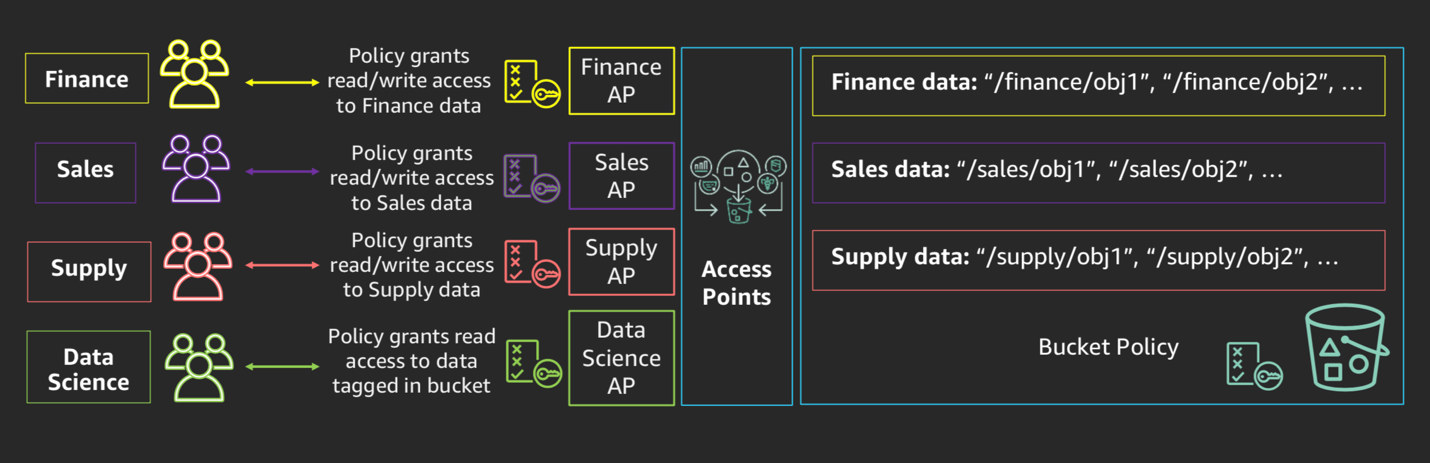 Finance
Policy
grants
read/write access
to Finance data
Finance
AP
Finance data: “/finance/obj1”, “/finance/obj2”, …
Sales
Policy grants
read/write access
to Sales data
Sales
AP
Sales data: “/sales/obj1”, “/sales/obj2”, …
Supply
Policy grants
read/write access
to Supply data
Supply
AP
Supply data: “/supply/obj1”, “/supply/obj2”, …
Data
Science
Policy grants read
access to data
tagged in bucket
Data
Science
AP
Access
Points
Bucket Policy